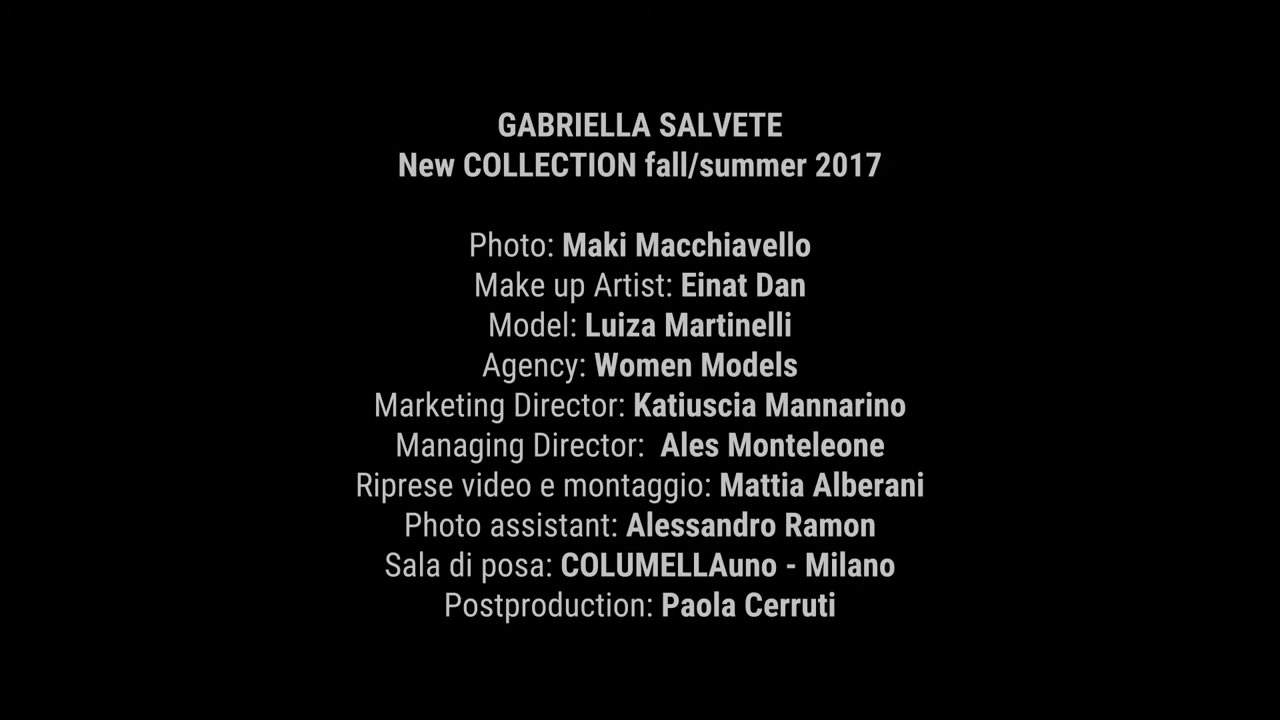 GABRIELLA SALVETE
New COLLECTION fall/summer 2017
Photo: Maki Macchiavello
Make up Artist: Einat Dan
Model: Luiza Martinelli
Agency: Women Models
Marketing Director: Katiuscia Mannarino
Managing Director:  Ales Monteleone
Riprese video e montaggio: Mattia Alberani
Photo assistant: Alessandro Ramon
Sala di posa: COLUMELLAuno - Milano
Postproduction: Paola Cerruti